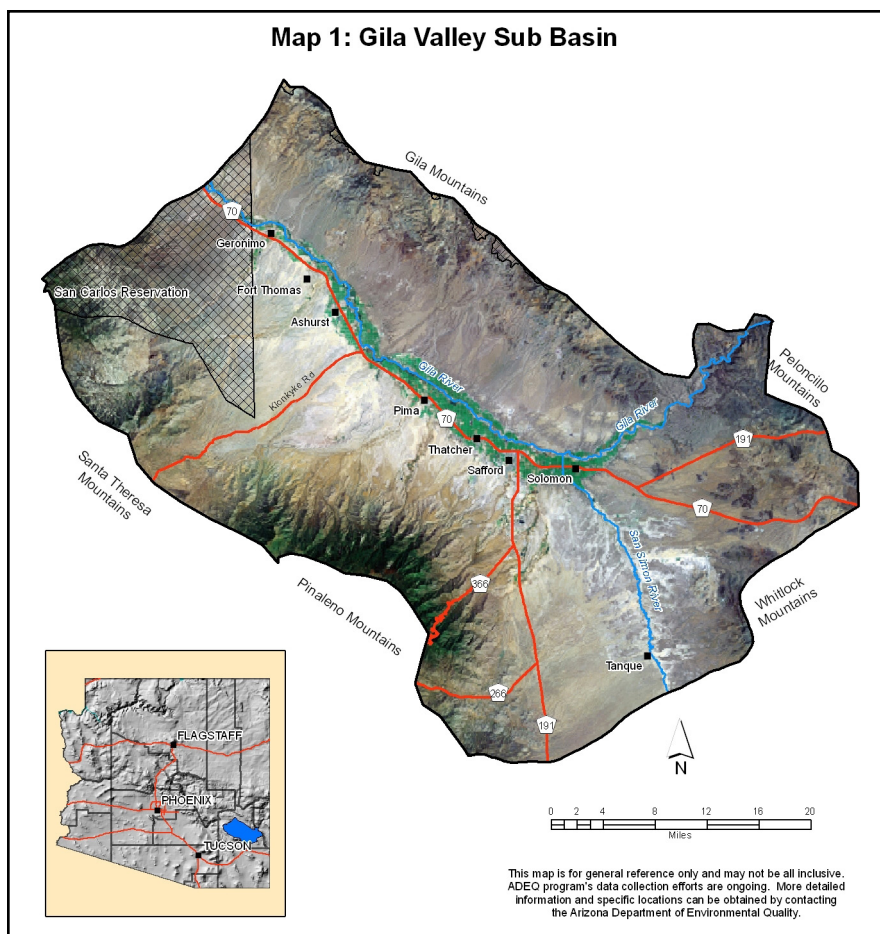 Map 1: Gila Valley Sub Basin
Gila Mountains
70
Geronimo
San Carlos Reservation
Fort Thomas
Ashurst
Peloncillo
Mountains
Gila River
Klonkyke Rd
Pima
70
Gila River
191
Thatcher
Safford
Solomon
Santa Theresa
Mountains
70
San Simon River
366
Pinaleno Mountains
Whitlock
Mountains
Tanque
266
191
N
FLAGSTAFF
PHOENIX
TUCSON
0 2 4 8 12 16 20
Miles
This map is for general reference only and may not be all inclusive.
ADEQ program's data collection efforts are ongoing. More detailed
information and specific locations can be obtained by contacting
the Arizona Department of Environmental Quality.